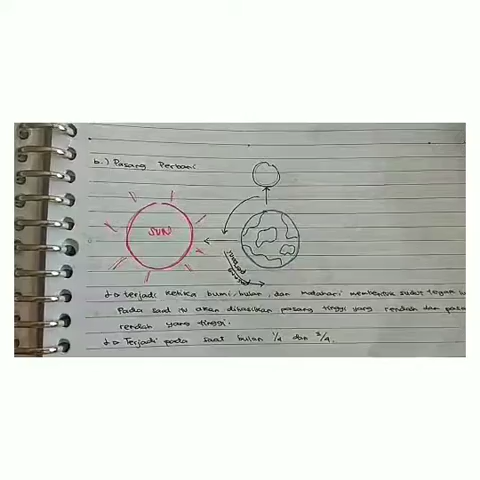 b.) Pasang Perbani
SUN
pasang
↳ terjadi ketika bumi, bulan, dan matahari membentuk sudut tegak
Pada saat itu akan dihasilkan pasang tinggi yang rendah dan
rendah yang tinggi.
↳ Terjadi pada saat bulan 1/4 dan 3/4.